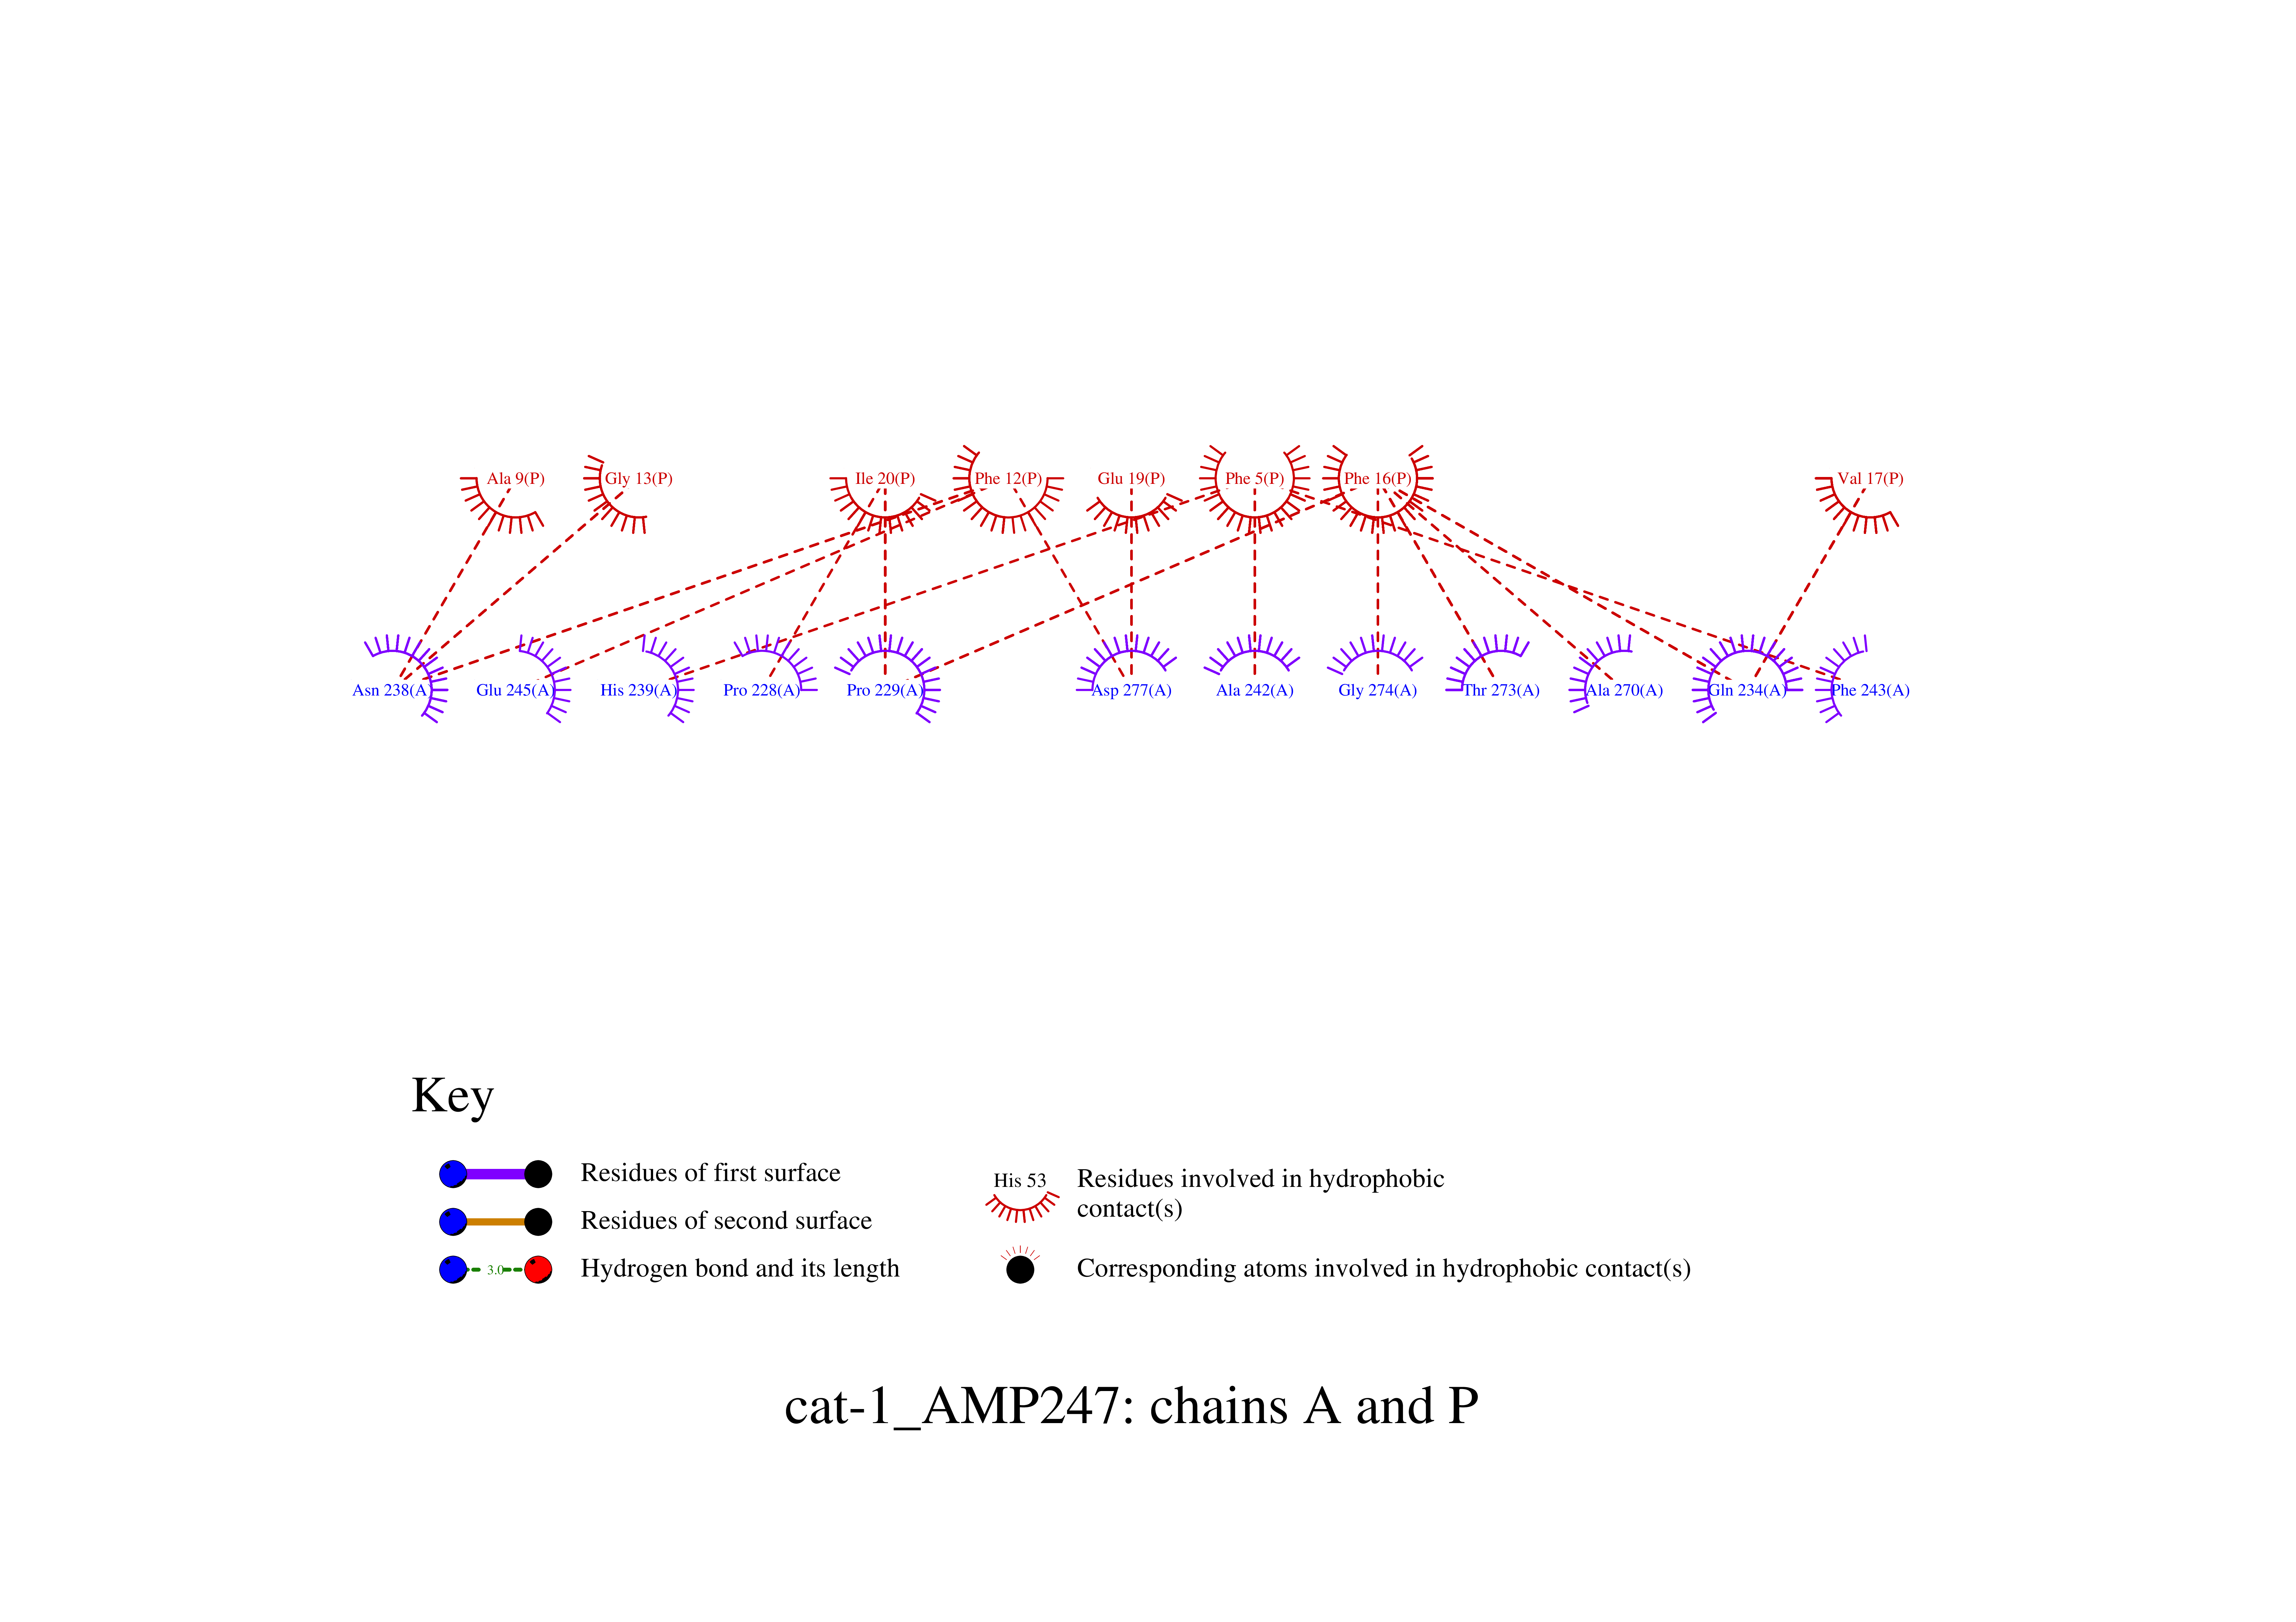 Ala 9(P) Gly 13(P) Ile 20(P) Phe 12(P) Glu 19(P) Phe 5(P) Phe 16(P) Val 17(P)
Asn 238(A) Glu 245(A) His 239(A) Pro 228(A) Pro 229(A) Asp 277(A) Ala 242(A) Gly 274(A) Thr 273(A) Ala 270(A) Gln 234(A) Phe 243(A)
Key
Residues of first surface
Residues of second surface
3.0 Hydrogen bond and its length
His 53 Residues involved in hydrophobic
contact(s)
Corresponding atoms involved in hydrophobic contact(s)
cat-1_AMP247: chains A and P